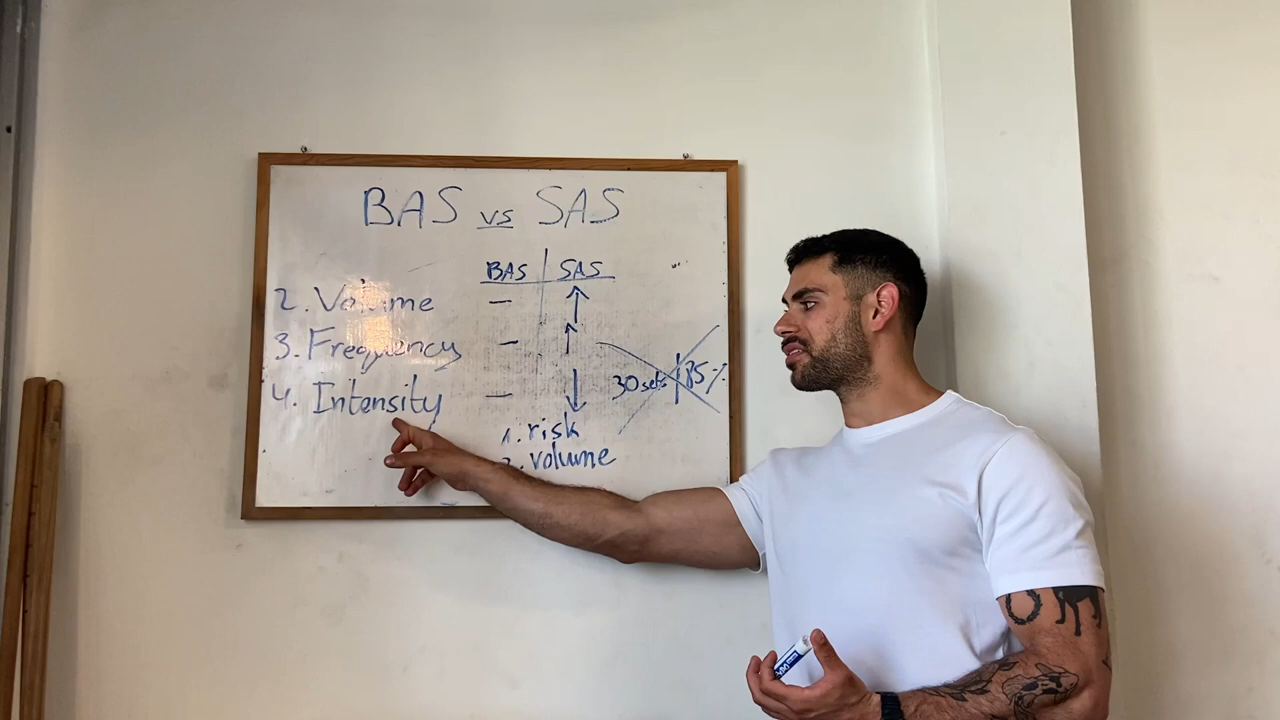 BAS vs SAS
BAS SAS
2. Volume — ↑
3. Frequency — ↑
4. Intensity — ↓
30 sets 85%
1. risk
2. volume